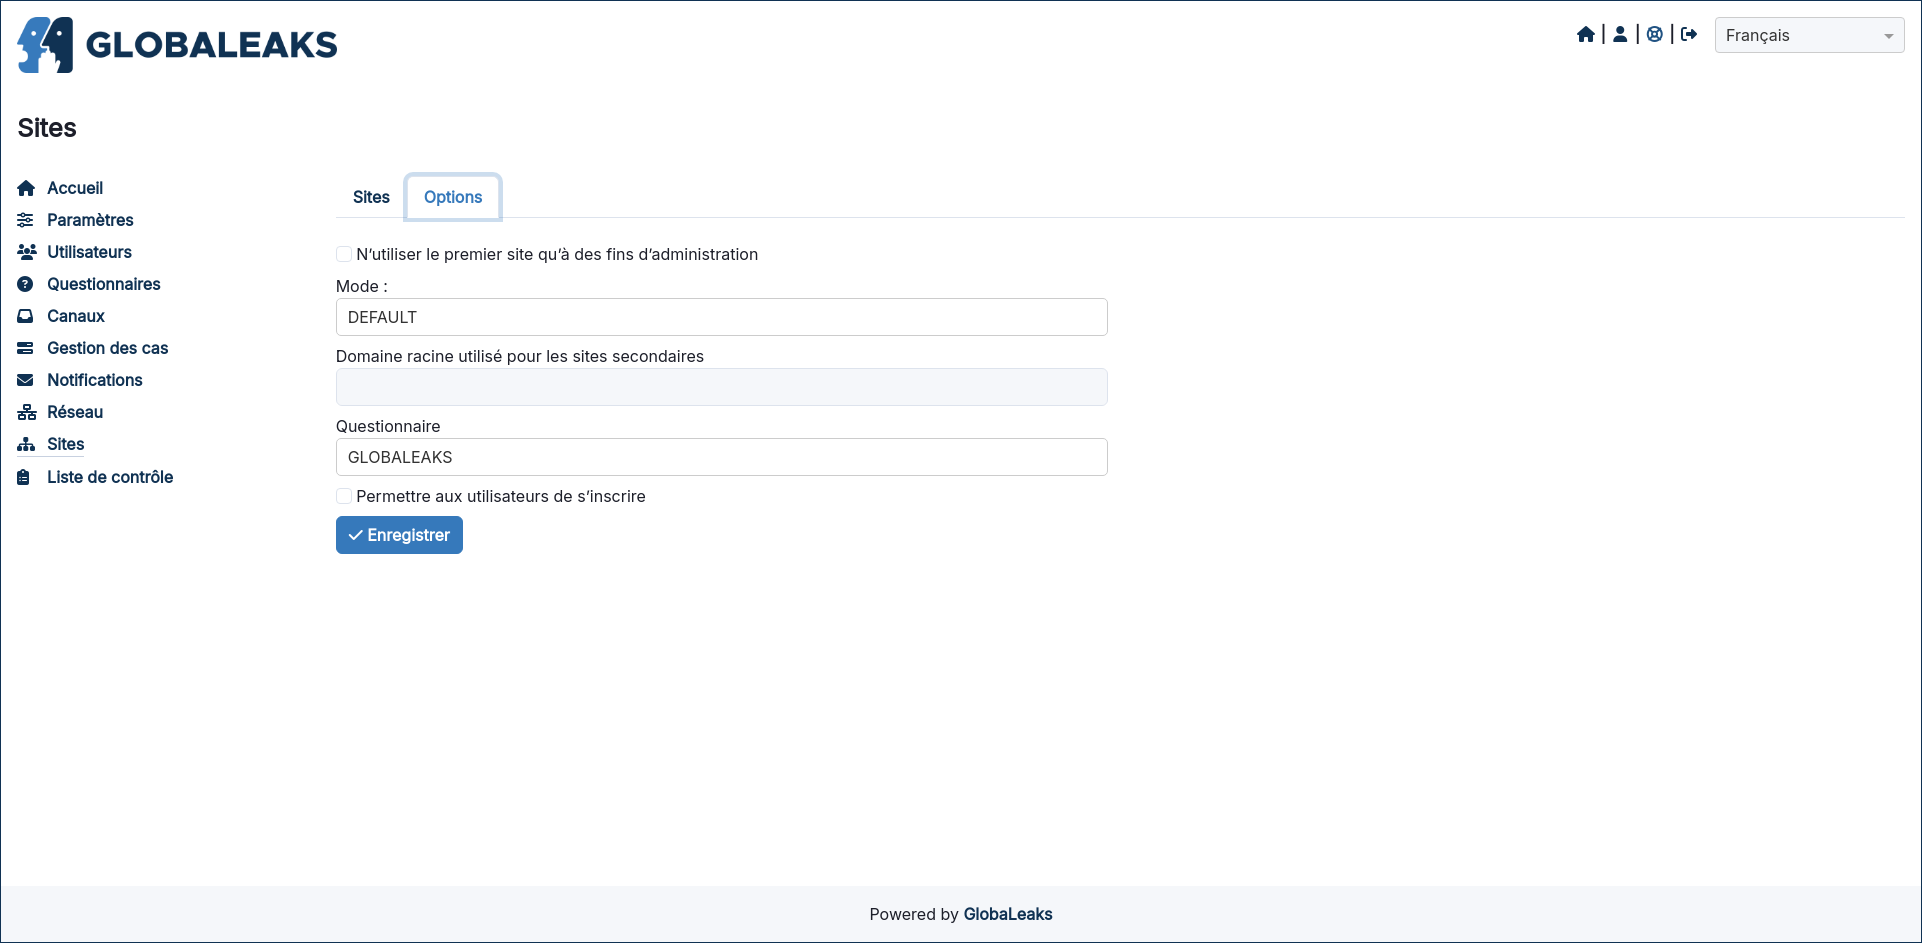 GLOBALEAKS
Français
Sites
Accueil
Paramètres
Utilisateurs
Questionnaires
Canaux
Gestion des cas
Notifications
Réseau
Sites
Liste de contrôle
Sites
Options
N’utiliser le premier site qu’à des fins d’administration
Mode :
DEFAULT
Domaine racine utilisé pour les sites secondaires
Questionnaire
GLOBALEAKS
Permettre aux utilisateurs de s’inscrire
Enregistrer
Powered by GlobaLeaks